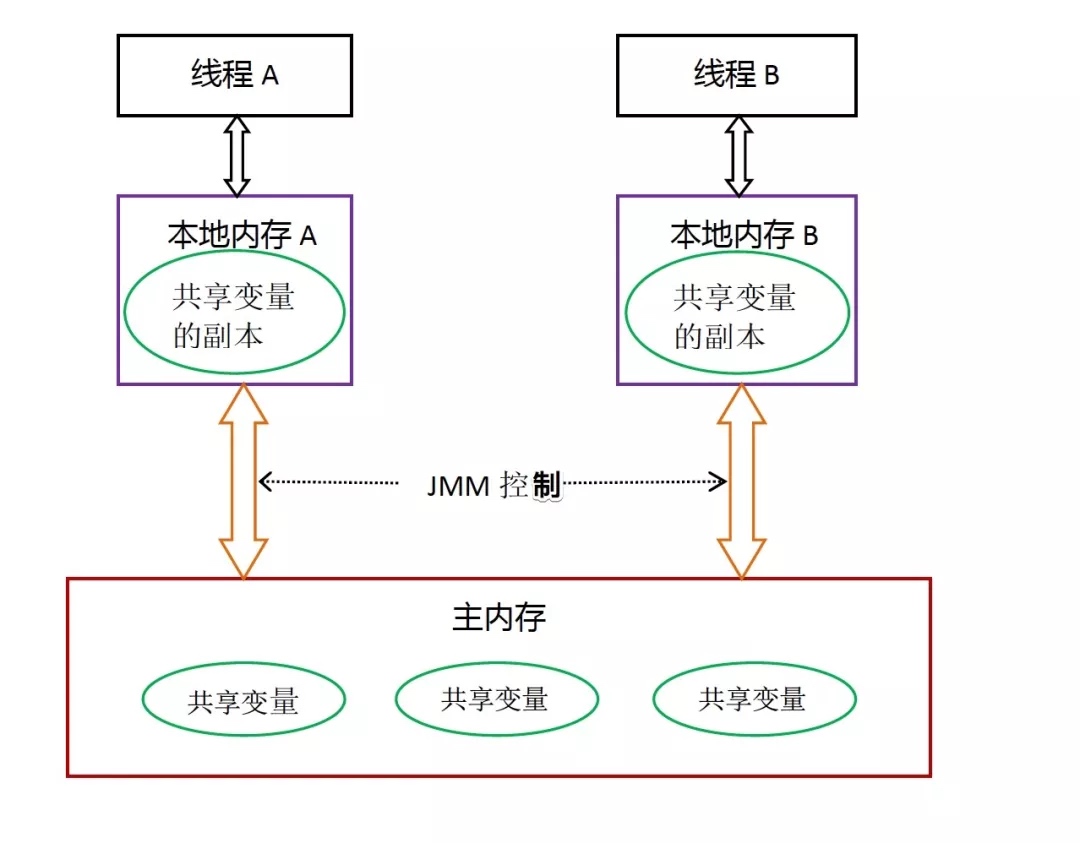 线程 A
线程 B
本地内存 A
共享变量
的副本
本地内存 B
共享变量
的副本
JMM 控制
主内存
共享变量
共享变量
共享变量